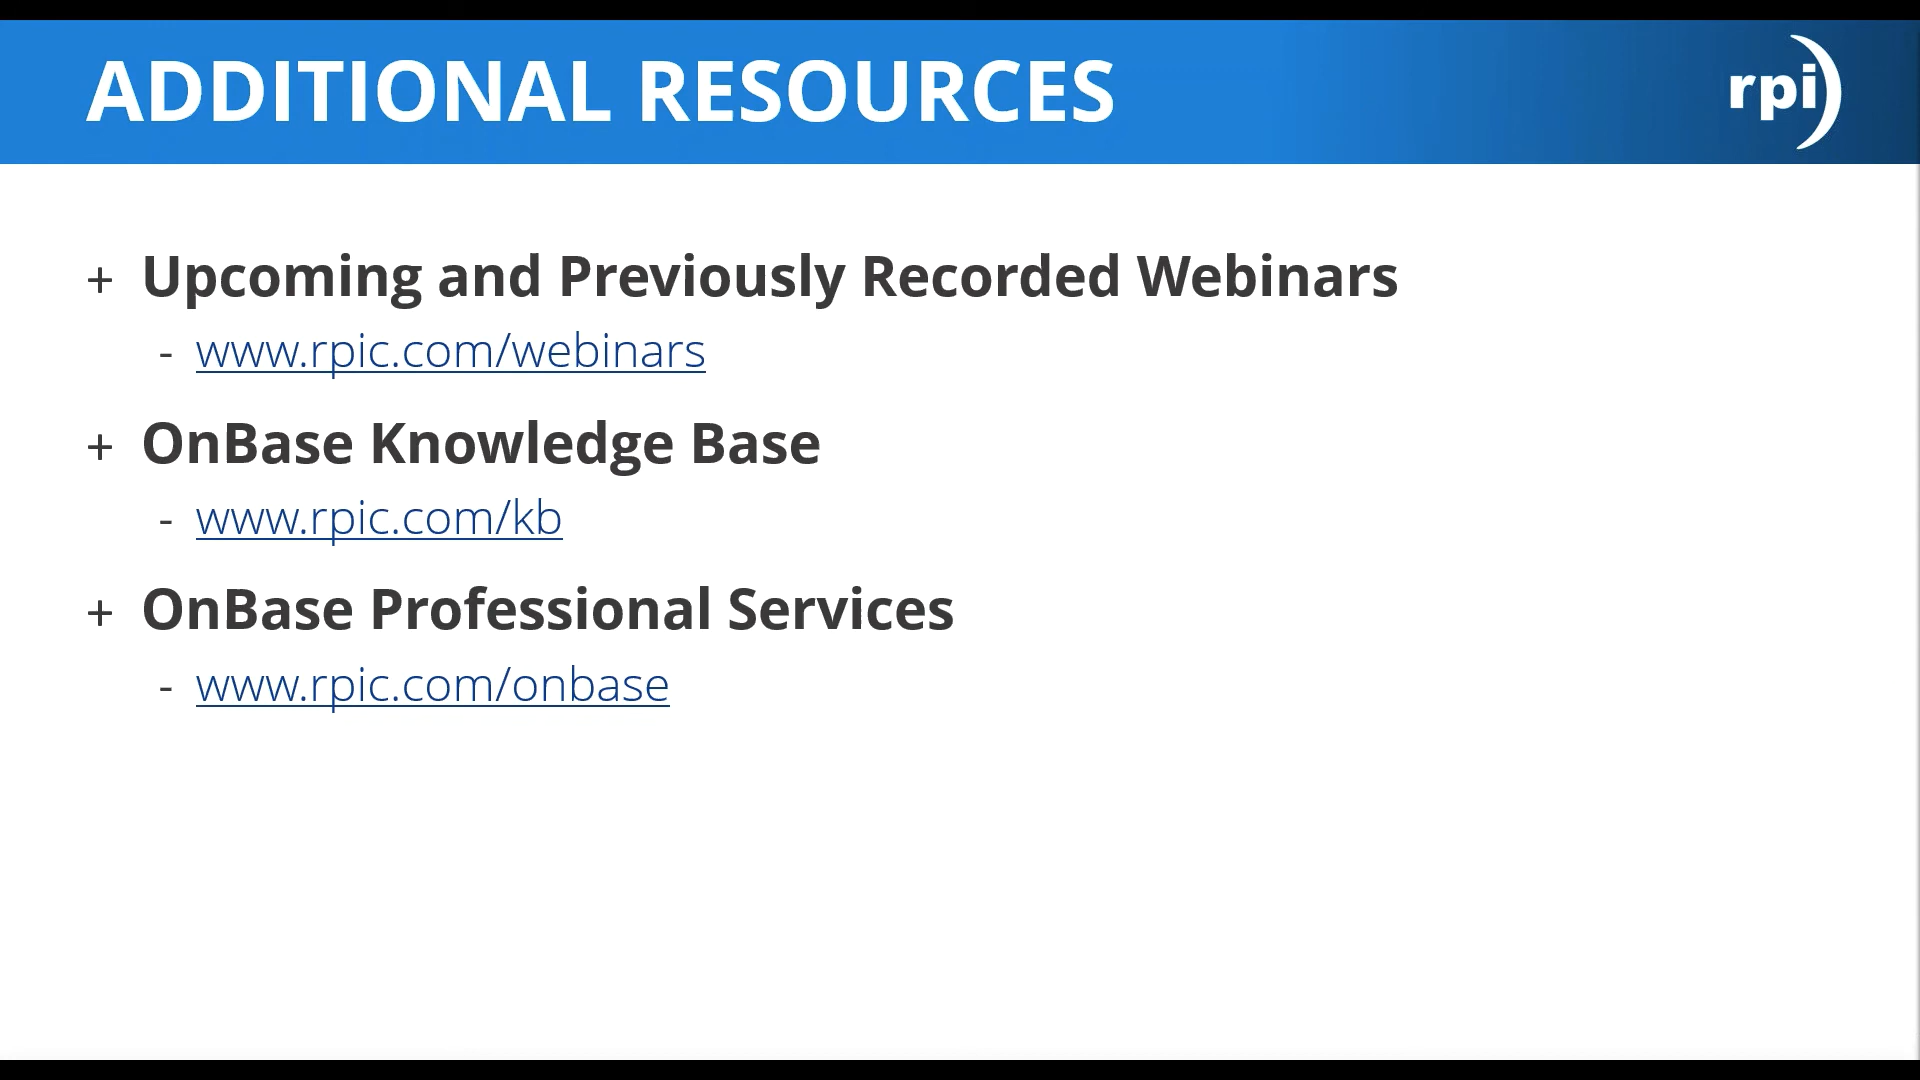 ADDITIONAL RESOURCES
rpi
+ Upcoming and Previously Recorded Webinars
- www.rpic.com/webinars
+ OnBase Knowledge Base
- www.rpic.com/kb
+ OnBase Professional Services
- www.rpic.com/onbase